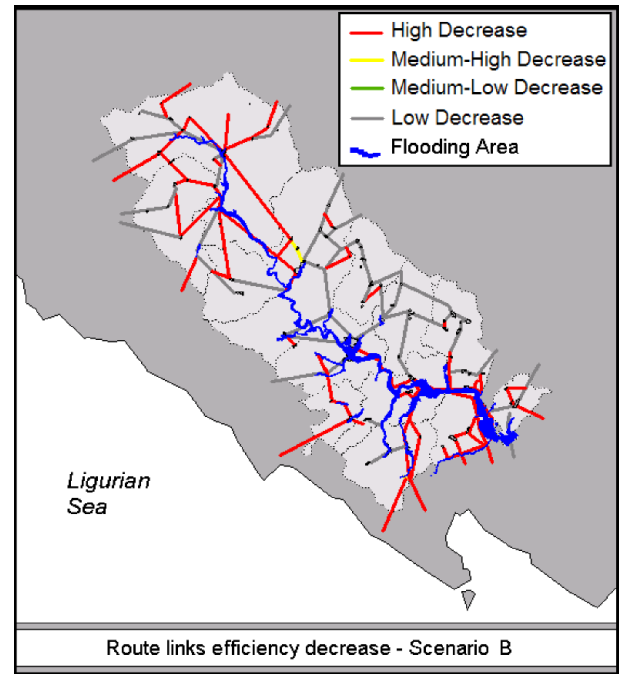 High Decrease
Medium-High Decrease
Medium-Low Decrease
Low Decrease
Flooding Area
Ligurian
Sea
Route links efficiency decrease - Scenario B